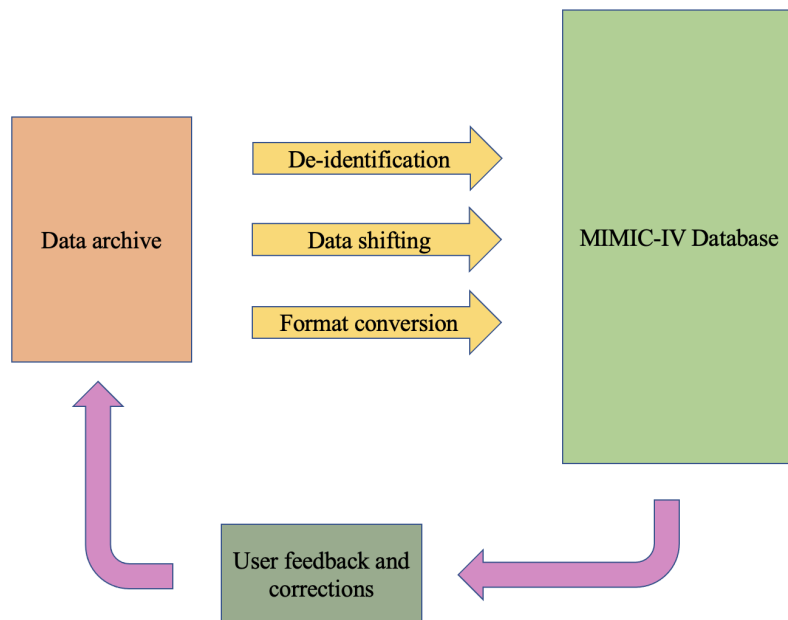 De-identification
Data archive
Data shifting
MIMIC-IV Database
Format conversion
User feedback and
corrections